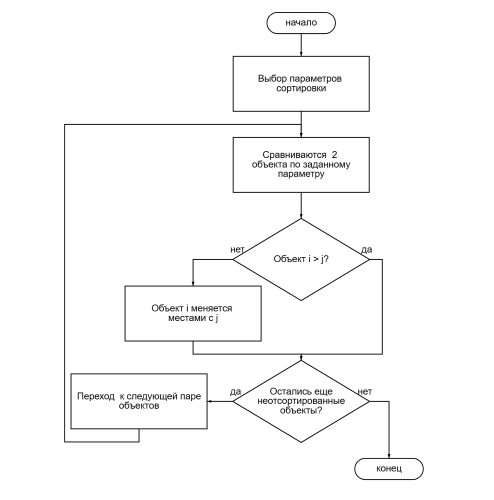 начало
Выбор параметров
сортировки
Сравниваются 2
объекта по заданному
параметру
нет
да
Объект i > j?
Объект i меняется
местами с j
да
нет
Остались еще
неотсортированные
объекты?
Переход к следующей паре
объектов
конец